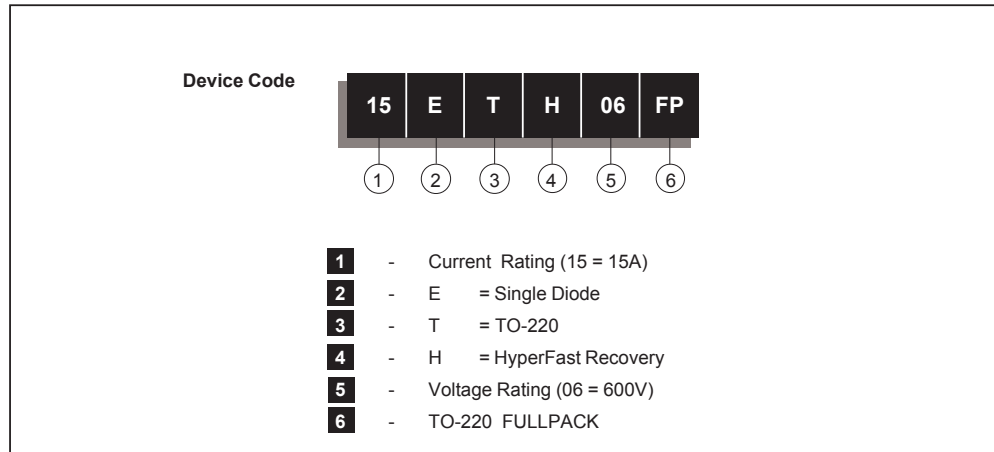 Device Code
15 E T H 06 FP
1 2 3 4 5 6
1 - Current Rating (15 = 15A)
2 - E = Single Diode
3 - T = TO-220
4 - H = HyperFast Recovery
5 - Voltage Rating (06 = 600V)
6 - TO-220 FULLPACK